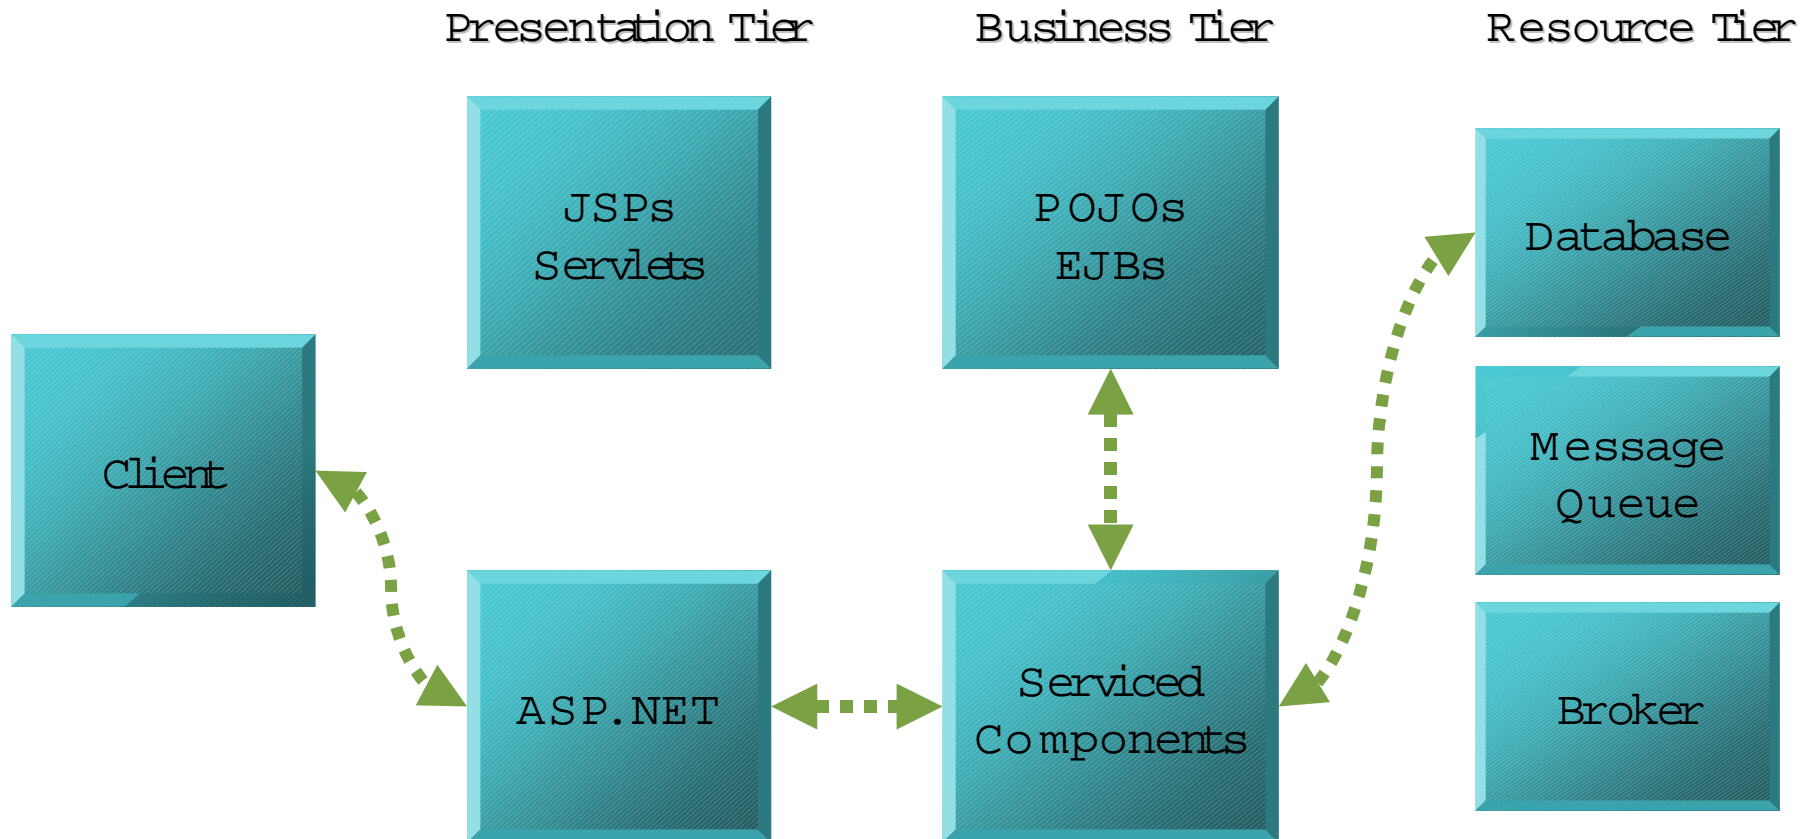 Presentation Tier
Business Tier
Resource Tier
JSPs
Servlets
POJOs
EJBs
Database
Client
Message
Queue
ASP.NET
Serviced
Components
Broker